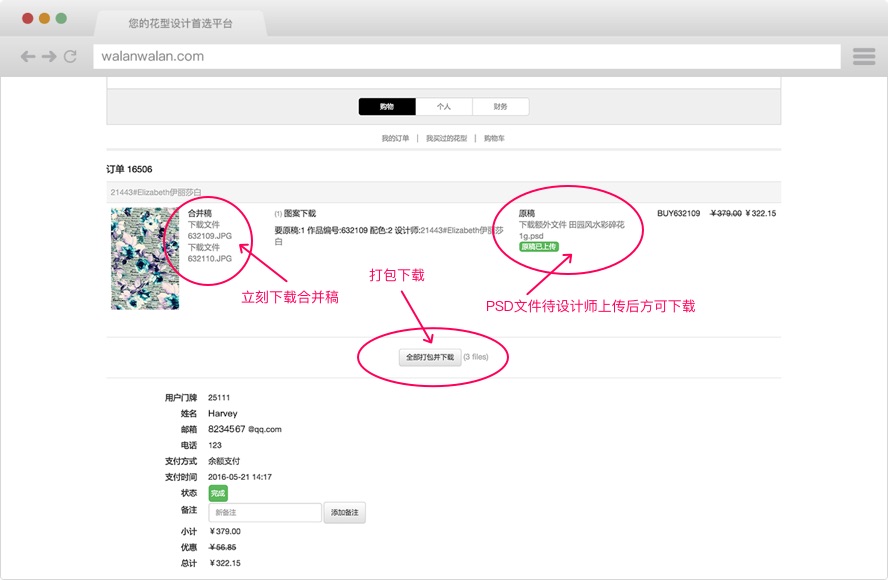 您的花型设计首选平台
walanwalan.com
购物 个人 财务
我的订单 | 我买过的花型 | 购物车
订单 16506
21443#Elizabeth伊丽莎白
合并稿
下载文件
632109.JPG
下载文件
632110.JPG
(1) 图案下载
要原稿:1 作品编号:632109 配色:2 设计师:21443#Elizabeth伊丽莎
白
原稿
下载额外文件 田园风水彩碎花
1g.psd
原稿已上传
BUY632109 ￥379.00 ￥322.15
立刻下载合并稿
打包下载
PSD文件待设计师上传后方可下载
全部打包并下载 (3 files)
用户门牌 25111
姓名 Harvey
邮箱 8234567 @qq.com
电话 123
支付方式 余额支付
支付时间 2016-05-21 14:17
状态 完成
备注 新备注 添加备注
小计 ￥379.00
优惠 ￥56.85
总计 ￥322.15